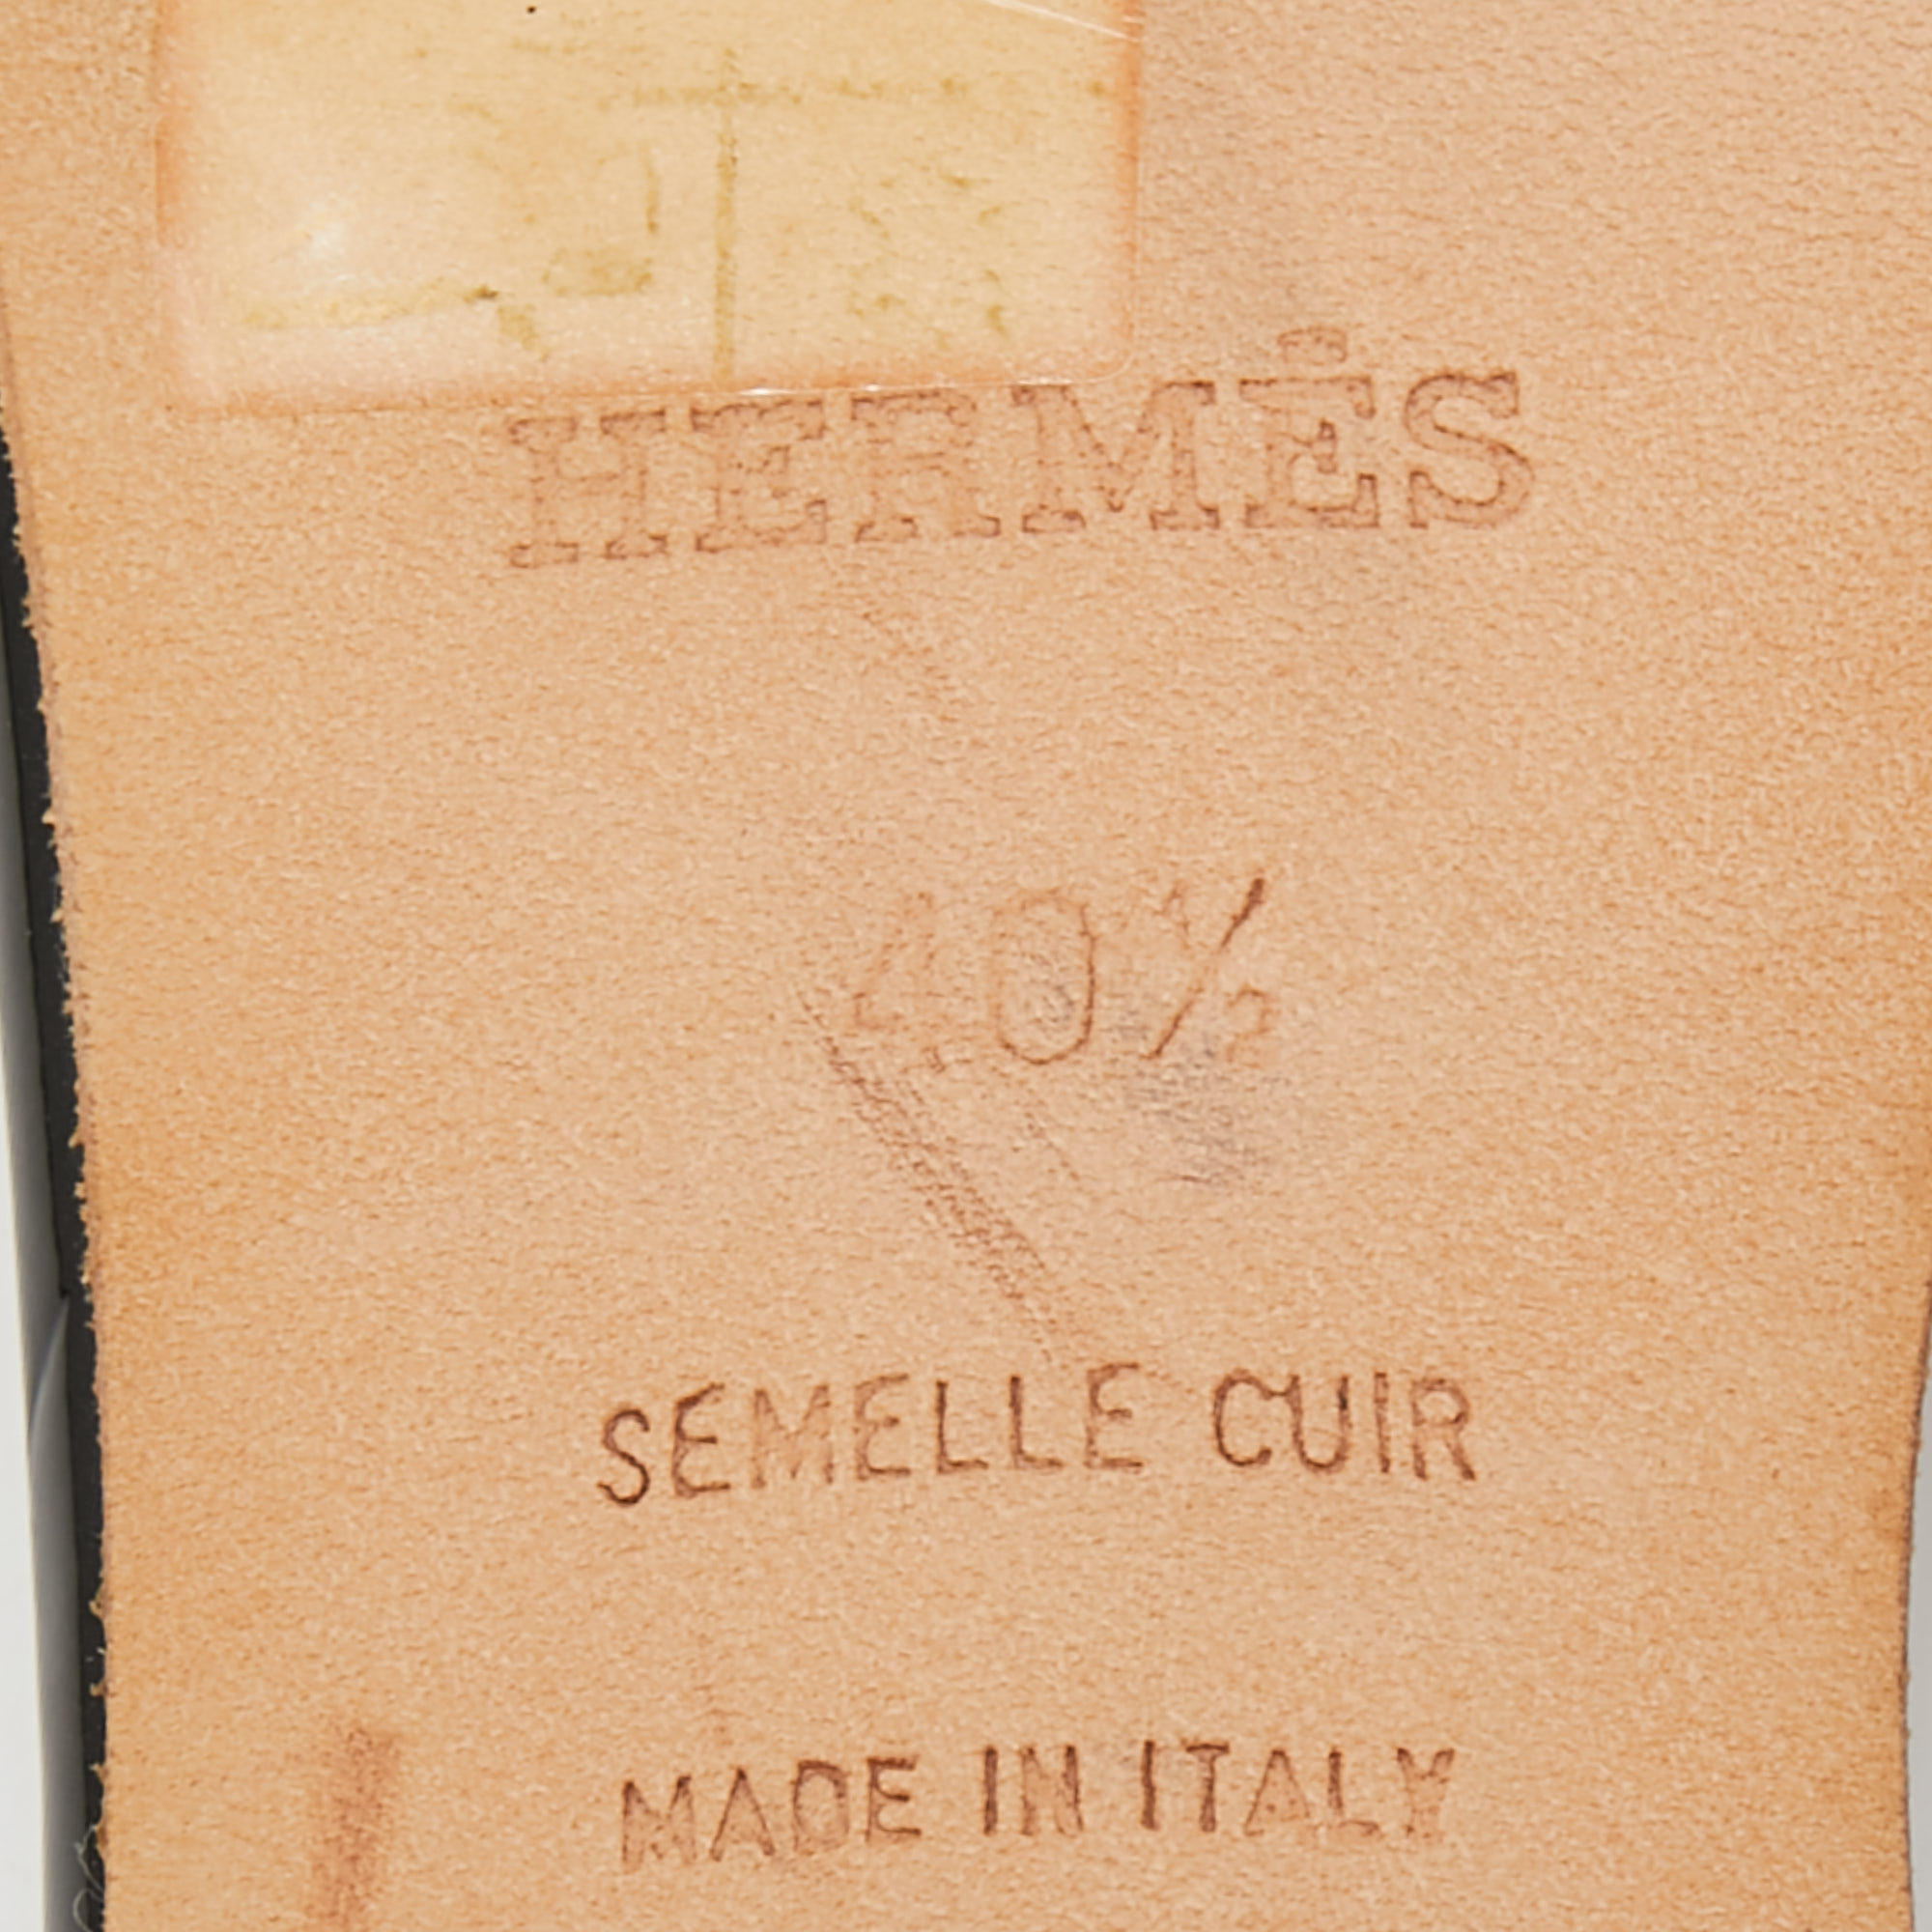 HERMÈS
40½
SEMELLE CUIR
MADE IN ITALY